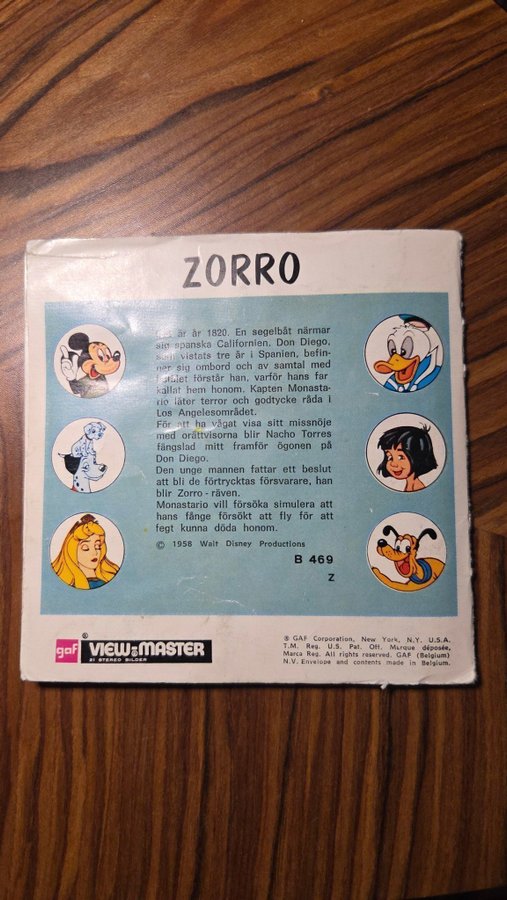 ZORRO
är år 1820. En segelbåt närmar
sig spanska Californien. Don Diego,
som vistats tre år i Spanien, befin-
ner sig ombord och av samtal med
förstår han, varför hans far
kallat hem honom. Kapten Monasta-
rio låter terror och godtycke råda i
Los Angelesområdet.
För att ha vågat visa sitt missnöje
med orättvisorna blir Nacho Torres
fängslad mitt framför ögonen på
Don Diego.
Den unge mannen fattar ett beslut
att bli de förtrycktas försvarare, han
blir Zorro - räven.
Monastario vill försöka simulera att
hans fånge försökt att fly för att
fegt kunna döda honom.
© 1958 Walt Disney Productions
B 469
Z
gaf
® VIEW-MASTER
21 STEREO BILDER
® GAF Corporation, New York, N.Y. U.S.A.
T.M. Reg. U.S. Pat. Off. Marque déposée,
Marca Reg. All rights reserved. GAF (Belgium)
N.V. Envelope and contents made in Belgium.